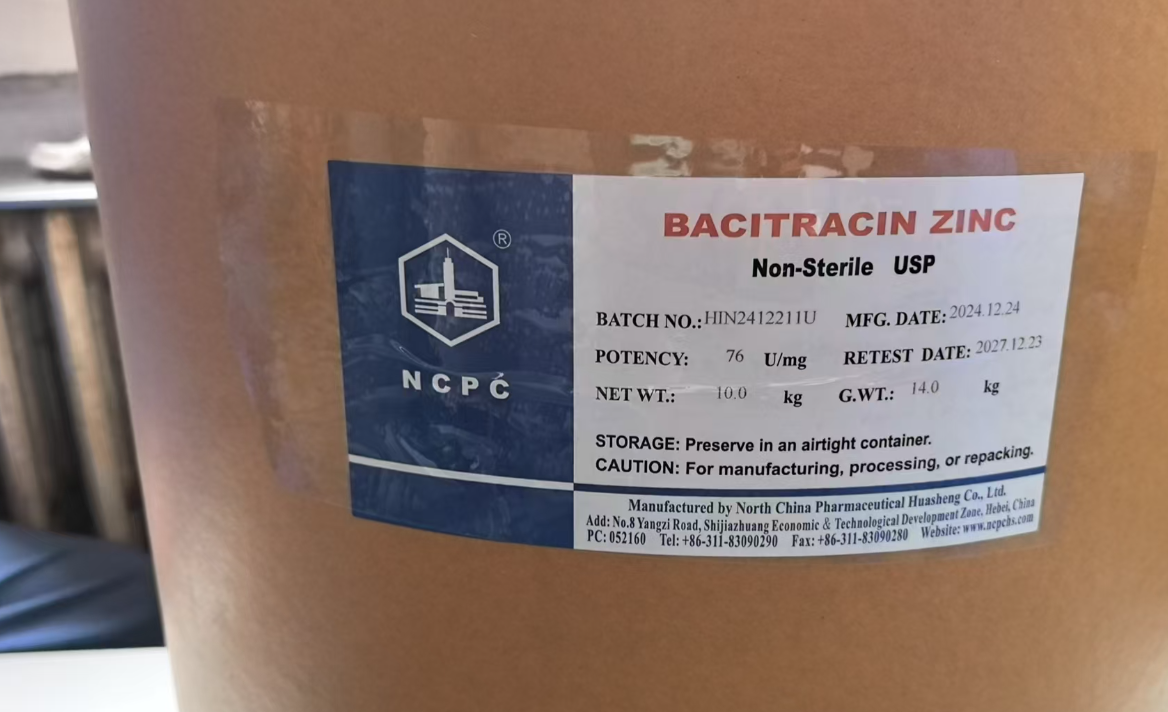 ®
NCPC
BACITRACIN ZINC
Non-Sterile USP
BATCH NO.: HIN2412211U MFG. DATE: 2024.12.24
POTENCY: 76 U/mg RETEST DATE: 2027.12.23
NET WT.: 10.0 kg G.WT.: 14.0 kg
STORAGE: Preserve in an airtight container.
CAUTION: For manufacturing, processing, or repacking.
Manufactured by North China Pharmaceutical Huasheng Co., Ltd.
Add: No.8 Yangzi Road, Shijiazhuang Economic & Technological Development Zone, Hebei, China
PC: 052160 Tel: +86-311-83090290 Fax: +86-311-83090280 Website: www.ncpchs.com